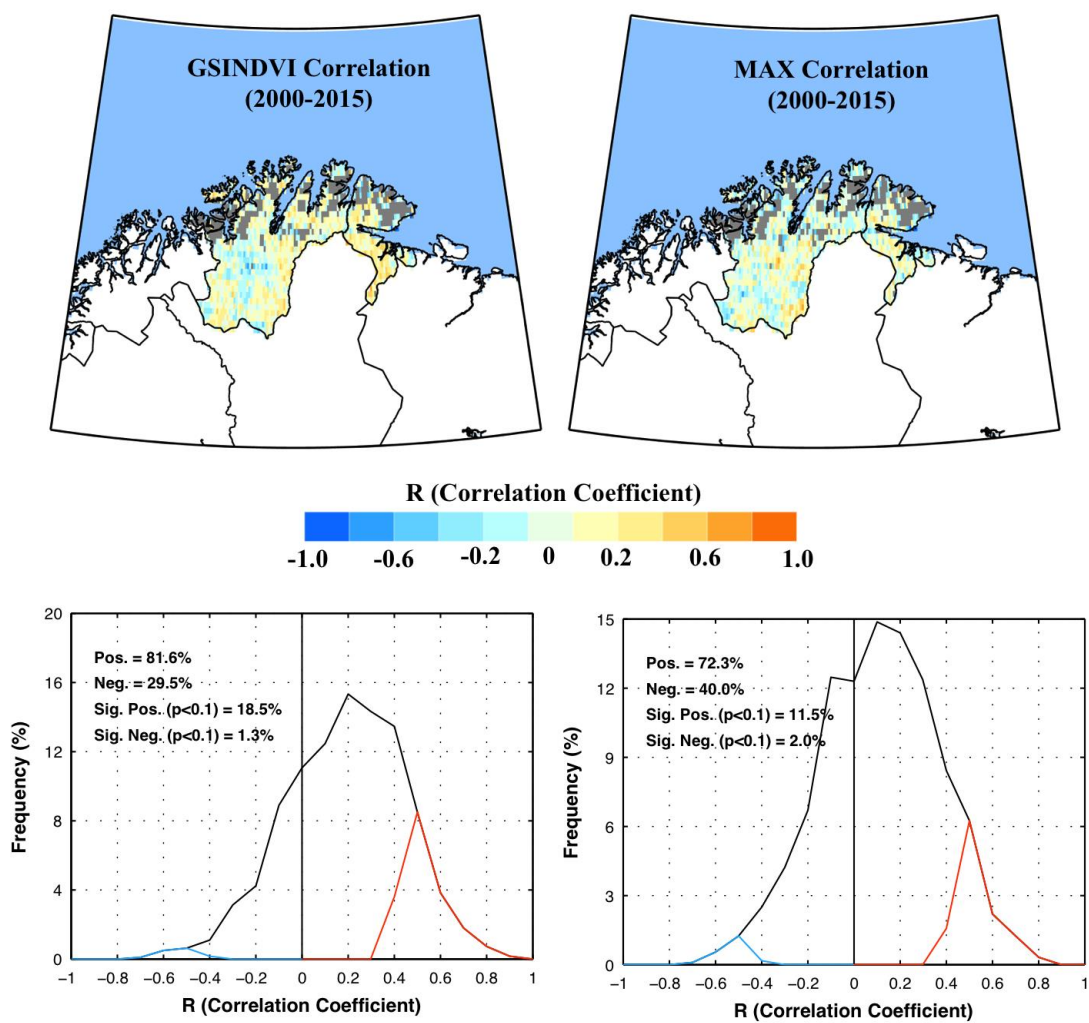 GSINDVI Correlation
(2000-2015)
MAX Correlation
(2000-2015)
R (Correlation Coefficient)
-1.0 -0.6 -0.2 0 0.2 0.6 1.0
20
16
12
8
4
0
Frequency (%)
Pos. = 81.6%
Neg. = 29.5%
Sig. Pos. (p<0.1) = 18.5%
Sig. Neg. (p<0.1) = 1.3%
−1 −0.8 −0.6 −0.4 −0.2 0 0.2 0.4 0.6 0.8 1
R (Correlation Coefficient)
15
12
9
6
3
0
Frequency (%)
Pos. = 72.3%
Neg. = 40.0%
Sig. Pos. (p<0.1) = 11.5%
Sig. Neg. (p<0.1) = 2.0%
−1 −0.8 −0.6 −0.4 −0.2 0 0.2 0.4 0.6 0.8 1
R (Correlation Coefficient)